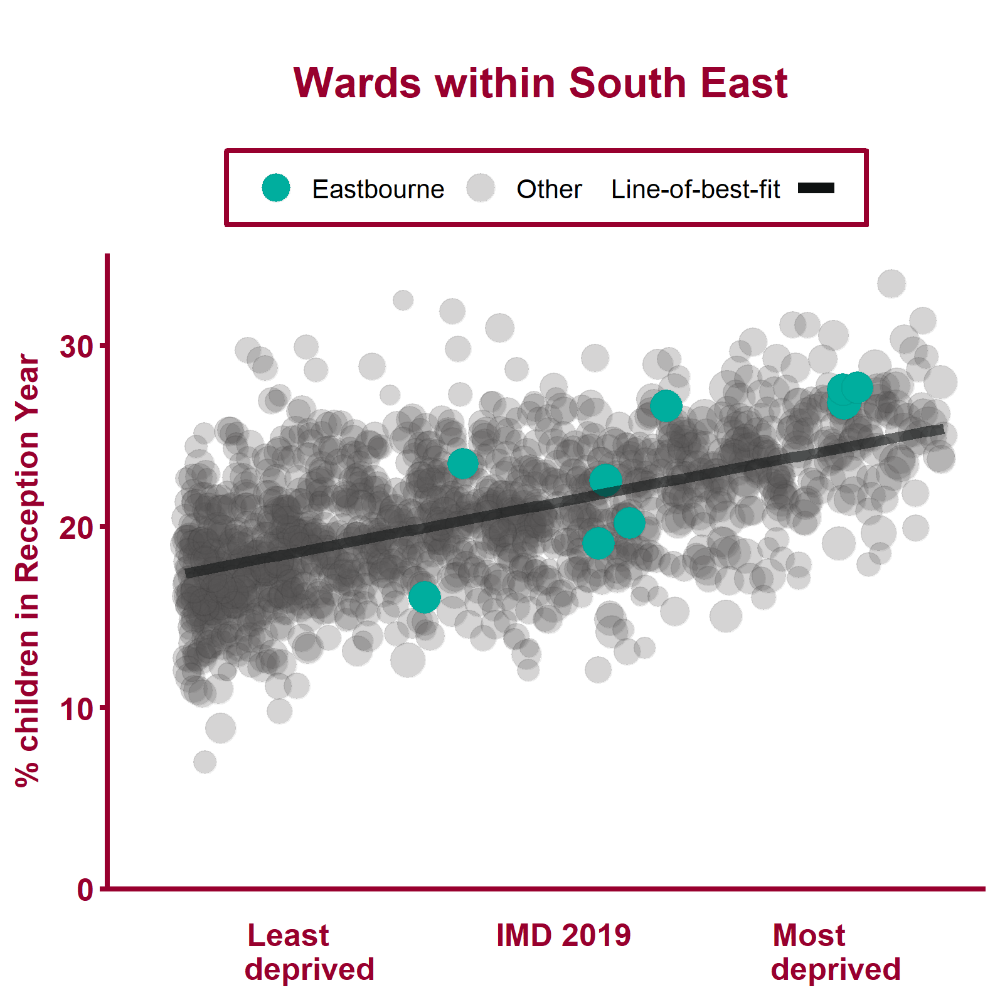 Wards within South East
Eastbourne Other Line-of-best-fit
% children in Reception Year
30
20
10
0
Least
deprived
IMD 2019
Most
deprived